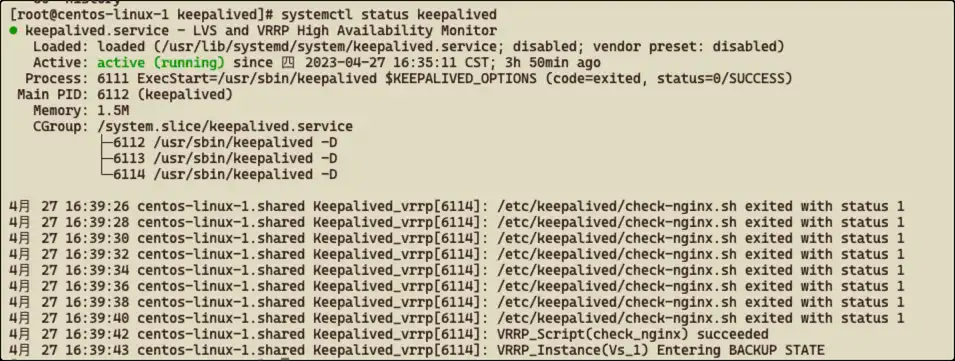 [root@centos-linux-1 keepalived]# systemctl status keepalived
● keepalived.service - LVS and VRRP High Availability Monitor
Loaded: loaded (/usr/lib/systemd/system/keepalived.service; disabled; vendor preset: disabled)
Active: active (running) since 四 2023-04-27 16:35:11 CST; 3h 50min ago
Process: 6111 ExecStart=/usr/sbin/keepalived $KEEPALIVED_OPTIONS (code=exited, status=0/SUCCESS)
Main PID: 6112 (keepalived)
Memory: 1.5M
CGroup: /system.slice/keepalived.service
├─6112 /usr/sbin/keepalived -D
├─6113 /usr/sbin/keepalived -D
└─6114 /usr/sbin/keepalived -D
4月 27 16:39:26 centos-linux-1.shared Keepalived_vrrp[6114]: /etc/keepalived/check-nginx.sh exited with status 1
4月 27 16:39:28 centos-linux-1.shared Keepalived_vrrp[6114]: /etc/keepalived/check-nginx.sh exited with status 1
4月 27 16:39:30 centos-linux-1.shared Keepalived_vrrp[6114]: /etc/keepalived/check-nginx.sh exited with status 1
4月 27 16:39:32 centos-linux-1.shared Keepalived_vrrp[6114]: /etc/keepalived/check-nginx.sh exited with status 1
4月 27 16:39:34 centos-linux-1.shared Keepalived_vrrp[6114]: /etc/keepalived/check-nginx.sh exited with status 1
4月 27 16:39:36 centos-linux-1.shared Keepalived_vrrp[6114]: /etc/keepalived/check-nginx.sh exited with status 1
4月 27 16:39:38 centos-linux-1.shared Keepalived_vrrp[6114]: /etc/keepalived/check-nginx.sh exited with status 1
4月 27 16:39:40 centos-linux-1.shared Keepalived_vrrp[6114]: /etc/keepalived/check-nginx.sh exited with status 1
4月 27 16:39:42 centos-linux-1.shared Keepalived_vrrp[6114]: VRRP_Script(check_nginx) succeeded
4月 27 16:39:43 centos-linux-1.shared Keepalived_vrrp[6114]: VRRP_Instance(Vs_1) Entering BACKUP STATE